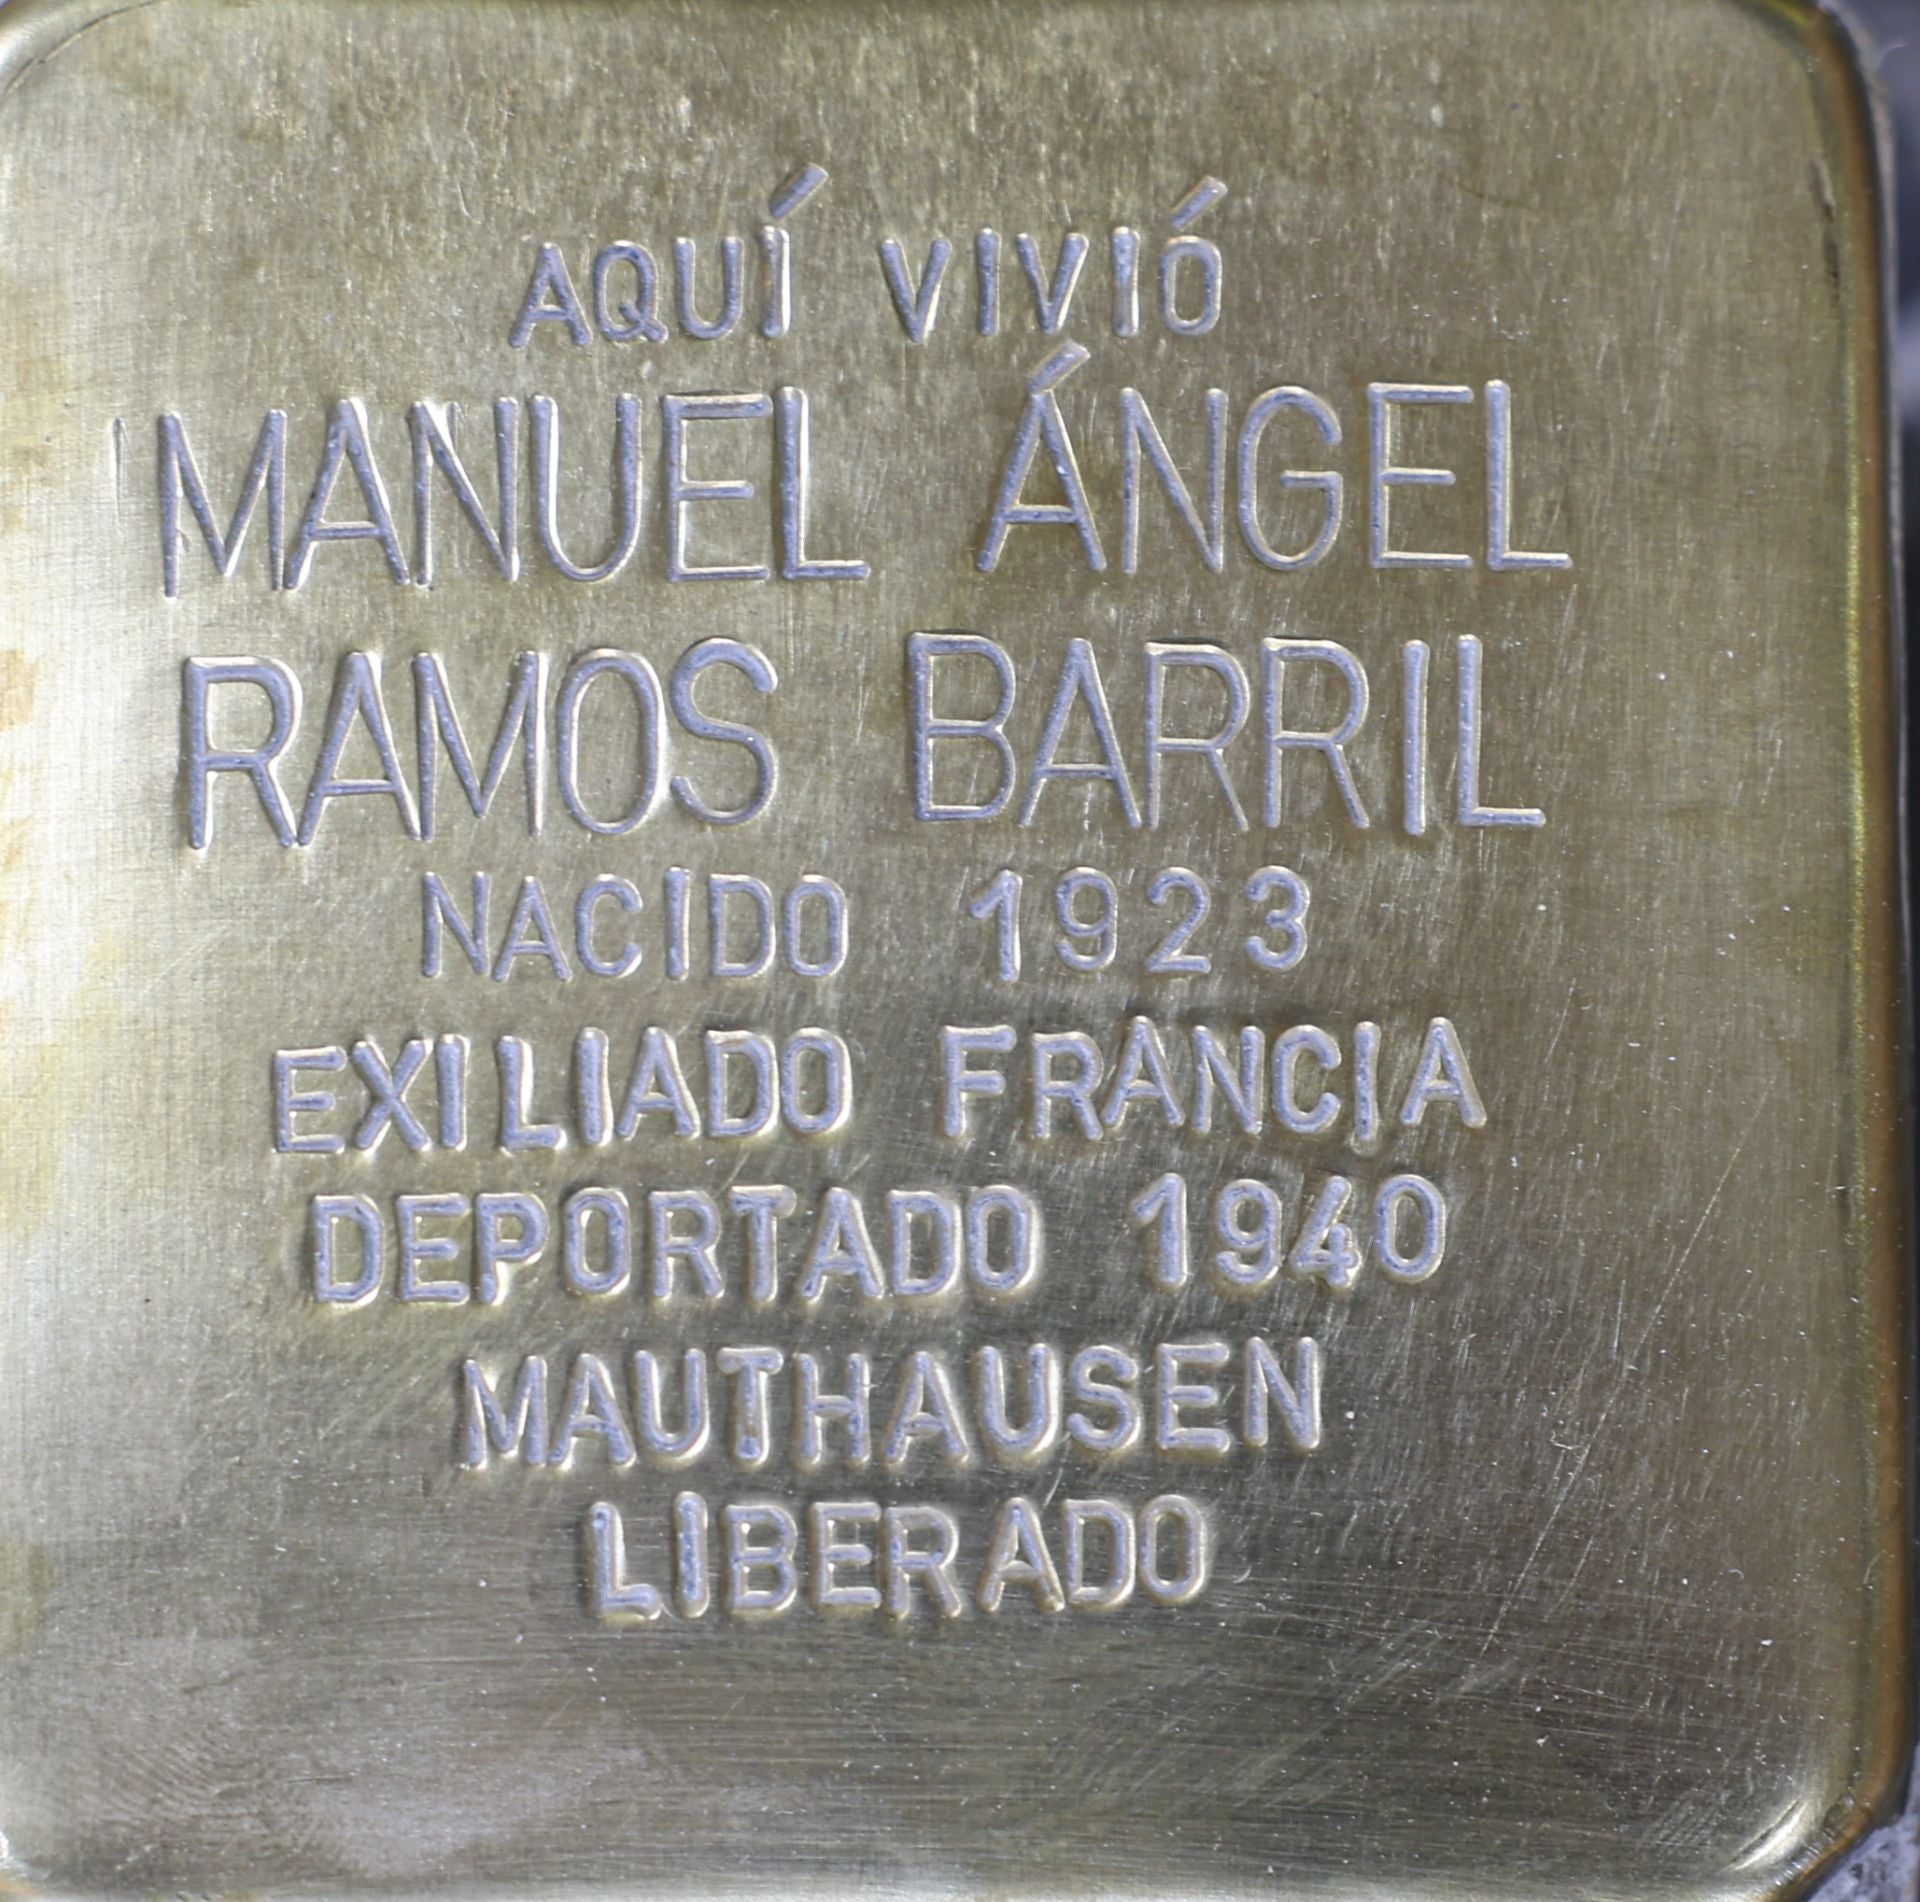 AQUÍ VIVIÓ
MANUEL ÁNGEL
RAMOS BARRIL
NACIDO 1923
EXILIADO FRANCIA
DEPORTADO 1940
MAUTHAUSEN
LIBERADO